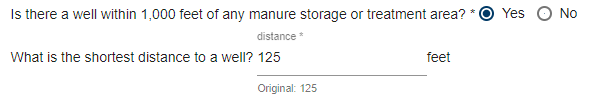 Is there a well within 1,000 feet of any manure storage or treatment area? * Yes No
distance *
What is the shortest distance to a well? 125 feet
Original: 125